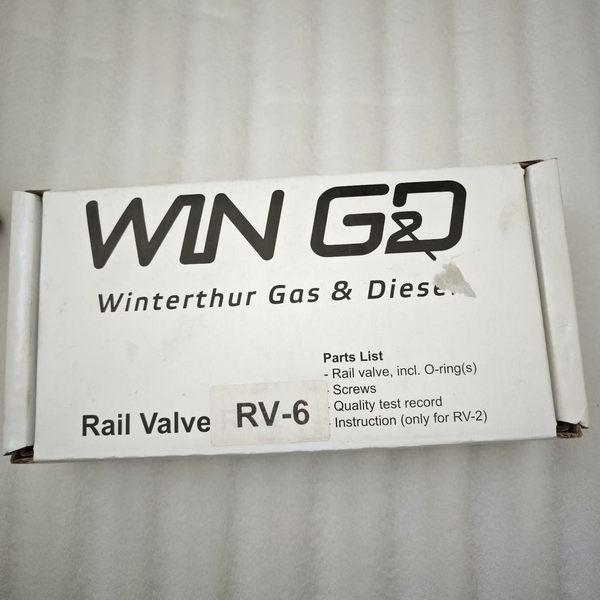 WIN G&D
Winterthur Gas & Diese
Parts List
- Rail valve, incl. O-ring(s)
- Screws
- Quality test record
- Instruction (only for RV-2)
Rail Valve RV-6